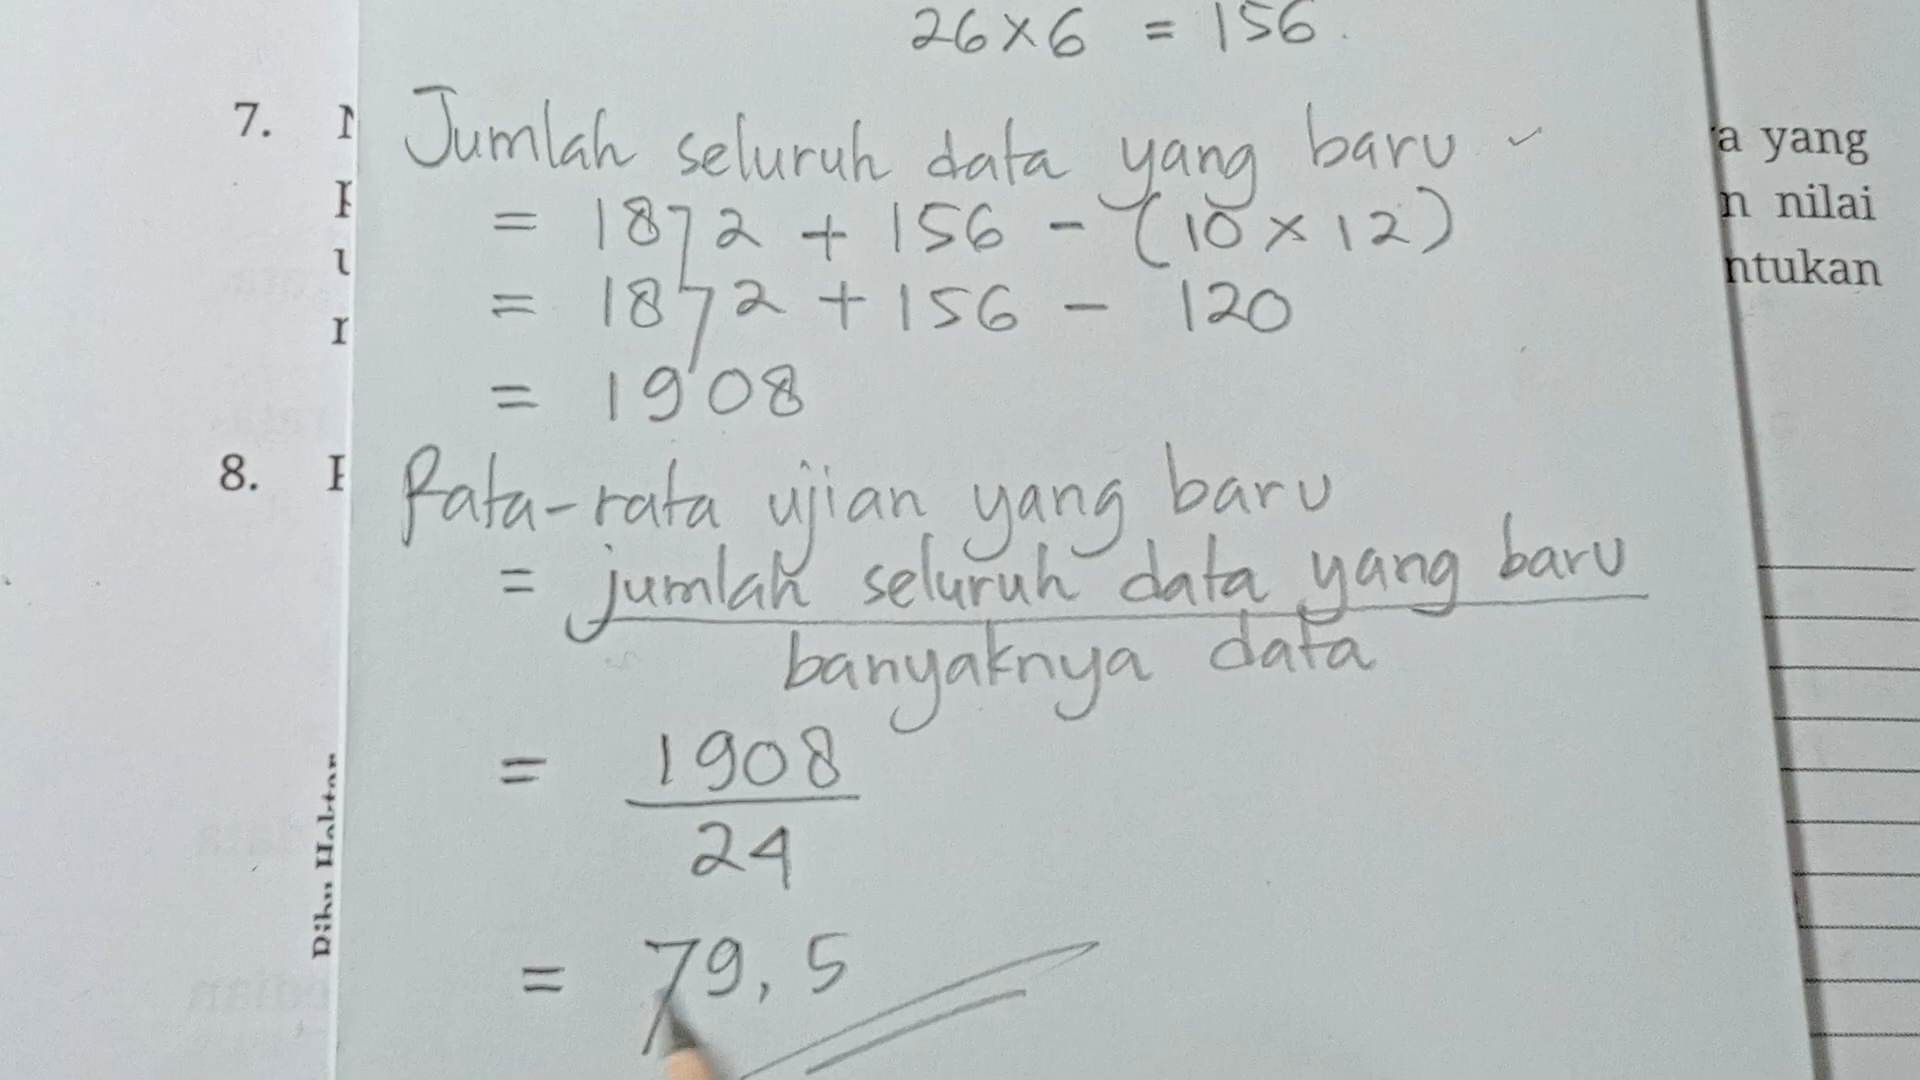 26 × 6 = 156.
7.
Jumlah seluruh data yang baru
= 1872 + 156 - (10 × 12)
= 1872 + 156 - 120
= 1908
8.
Rata-rata ujian yang baru
= jumlah seluruh data yang baru
banyaknya data
= 1908
24
= 79,5
yang
nilai